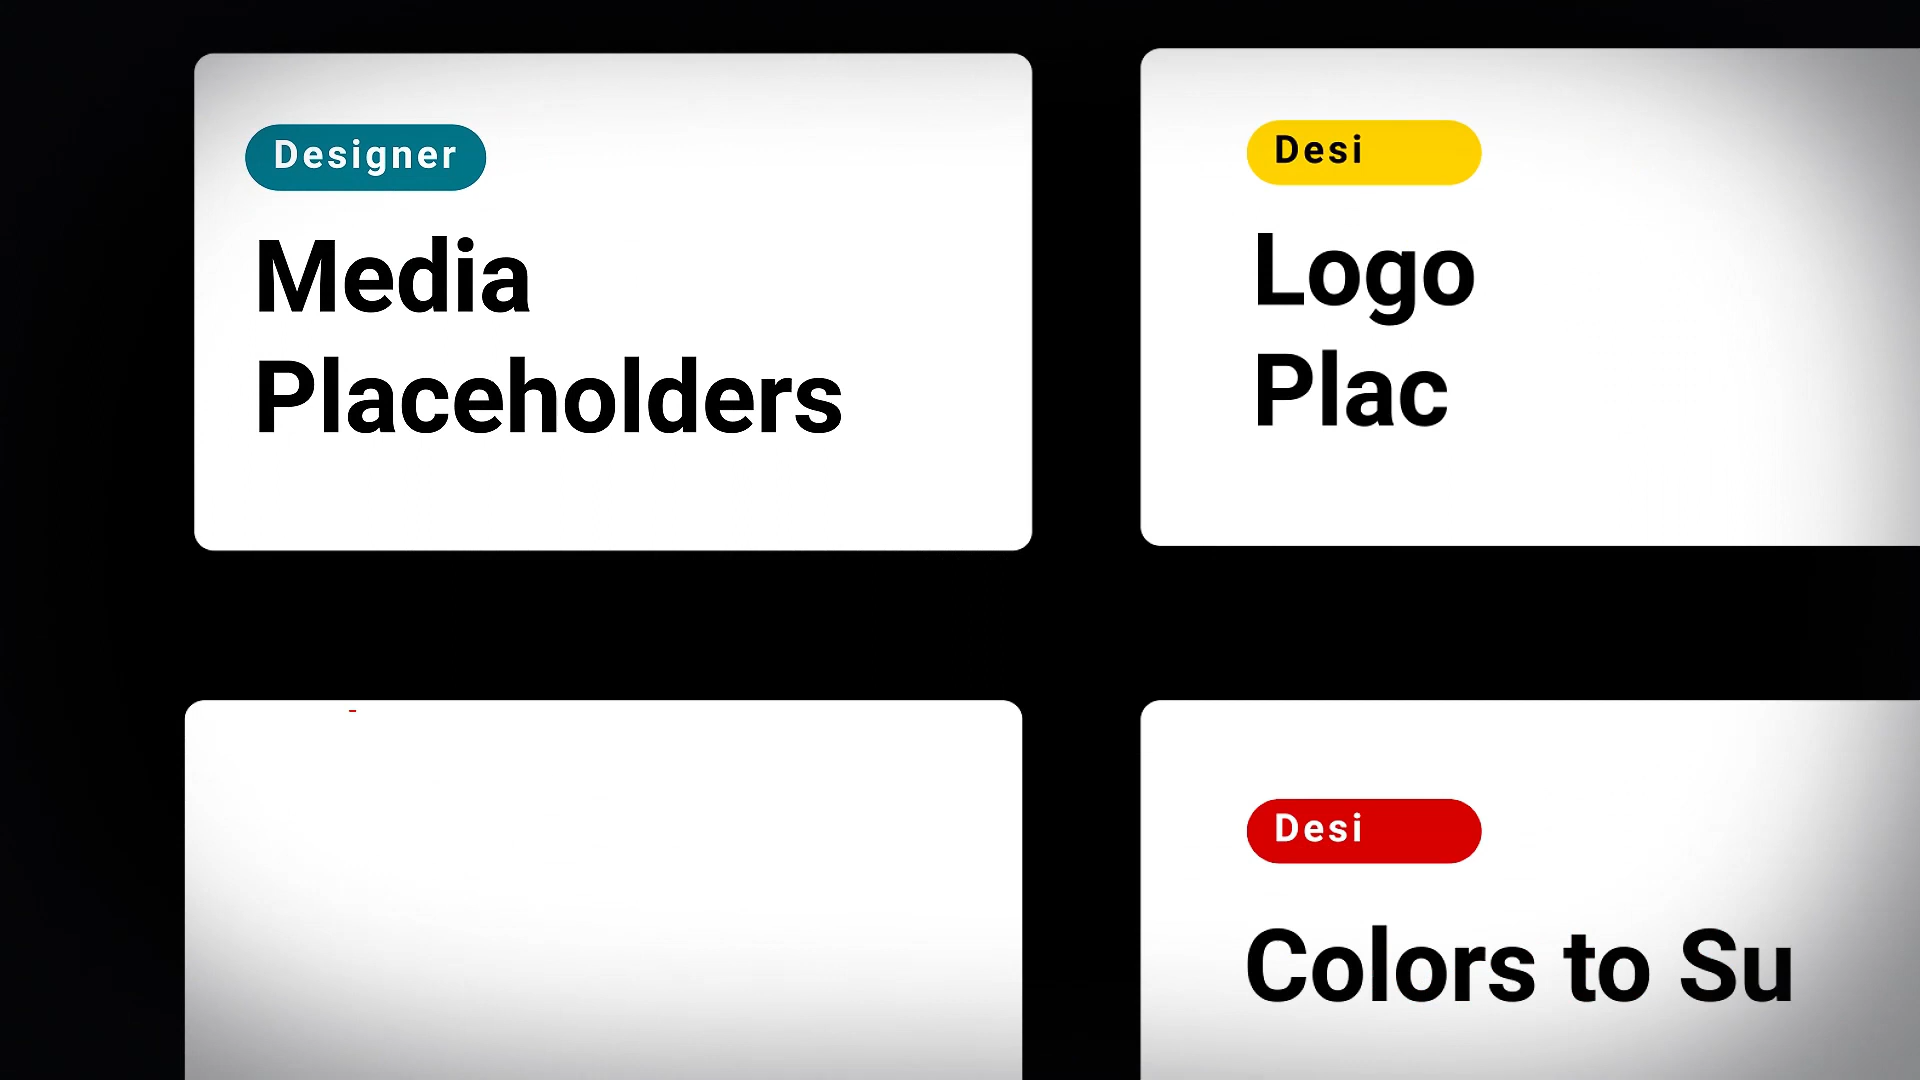 Designer
Media
Placeholders
Desi
Logo
Plac
Desi
Colors to Su